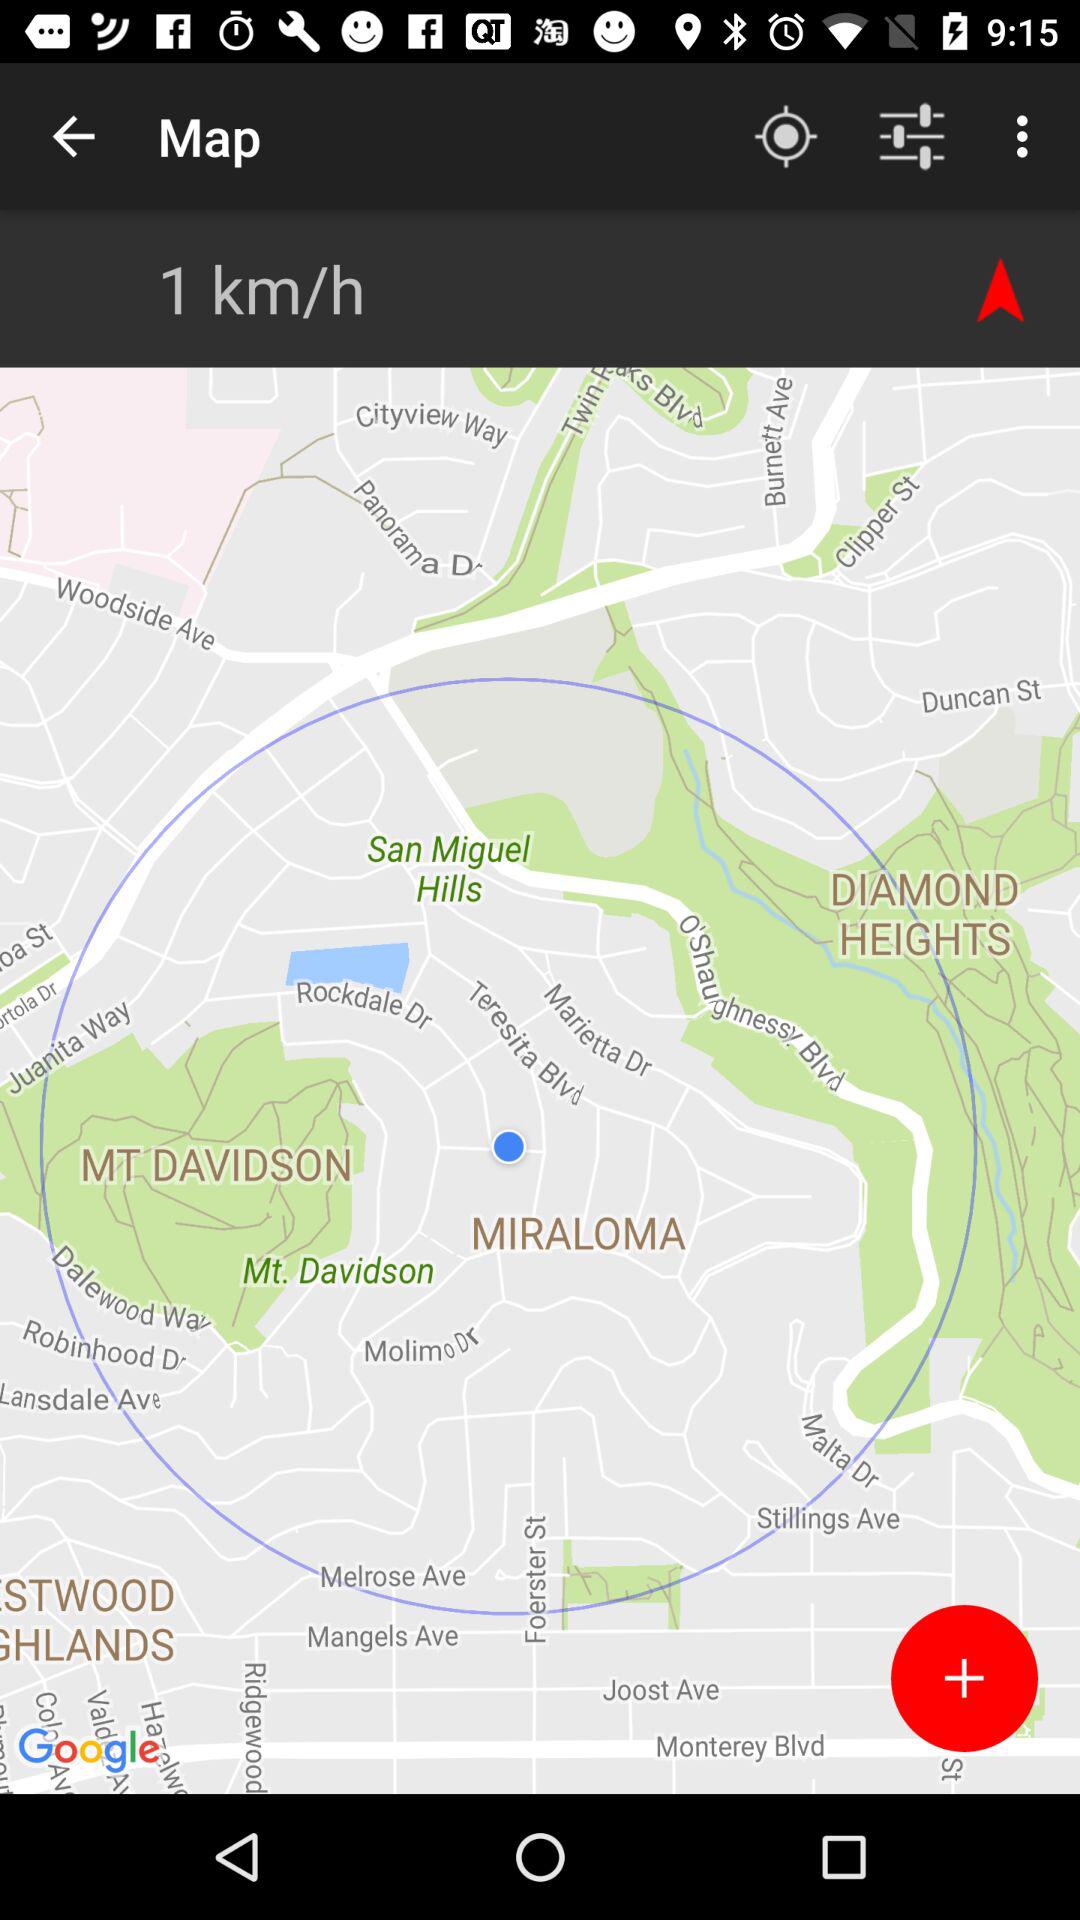 QT 淘 9:15
Map
1 km/h
Cityview Way
Burnett Ave
Panorama Dr
Clipper St
Woodside Ave
Duncan St
San Miguel
Hills
DIAMOND
HEIGHTS
O'Shaughnessy Blvd
Rockdale Dr
Teresita Blvd
Marietta Dr
Juanita Way
MT DAVIDSON
MIRALOMA
Mt. Davidson
Dalewood Way
Robinhood Dr
Molimo Dr
Lansdale Ave
Malta Dr
Stillings Ave
Foerster St
Melrose Ave
Mangels Ave
Ridgewood
Joost Ave
Monterey Blvd
St
Google